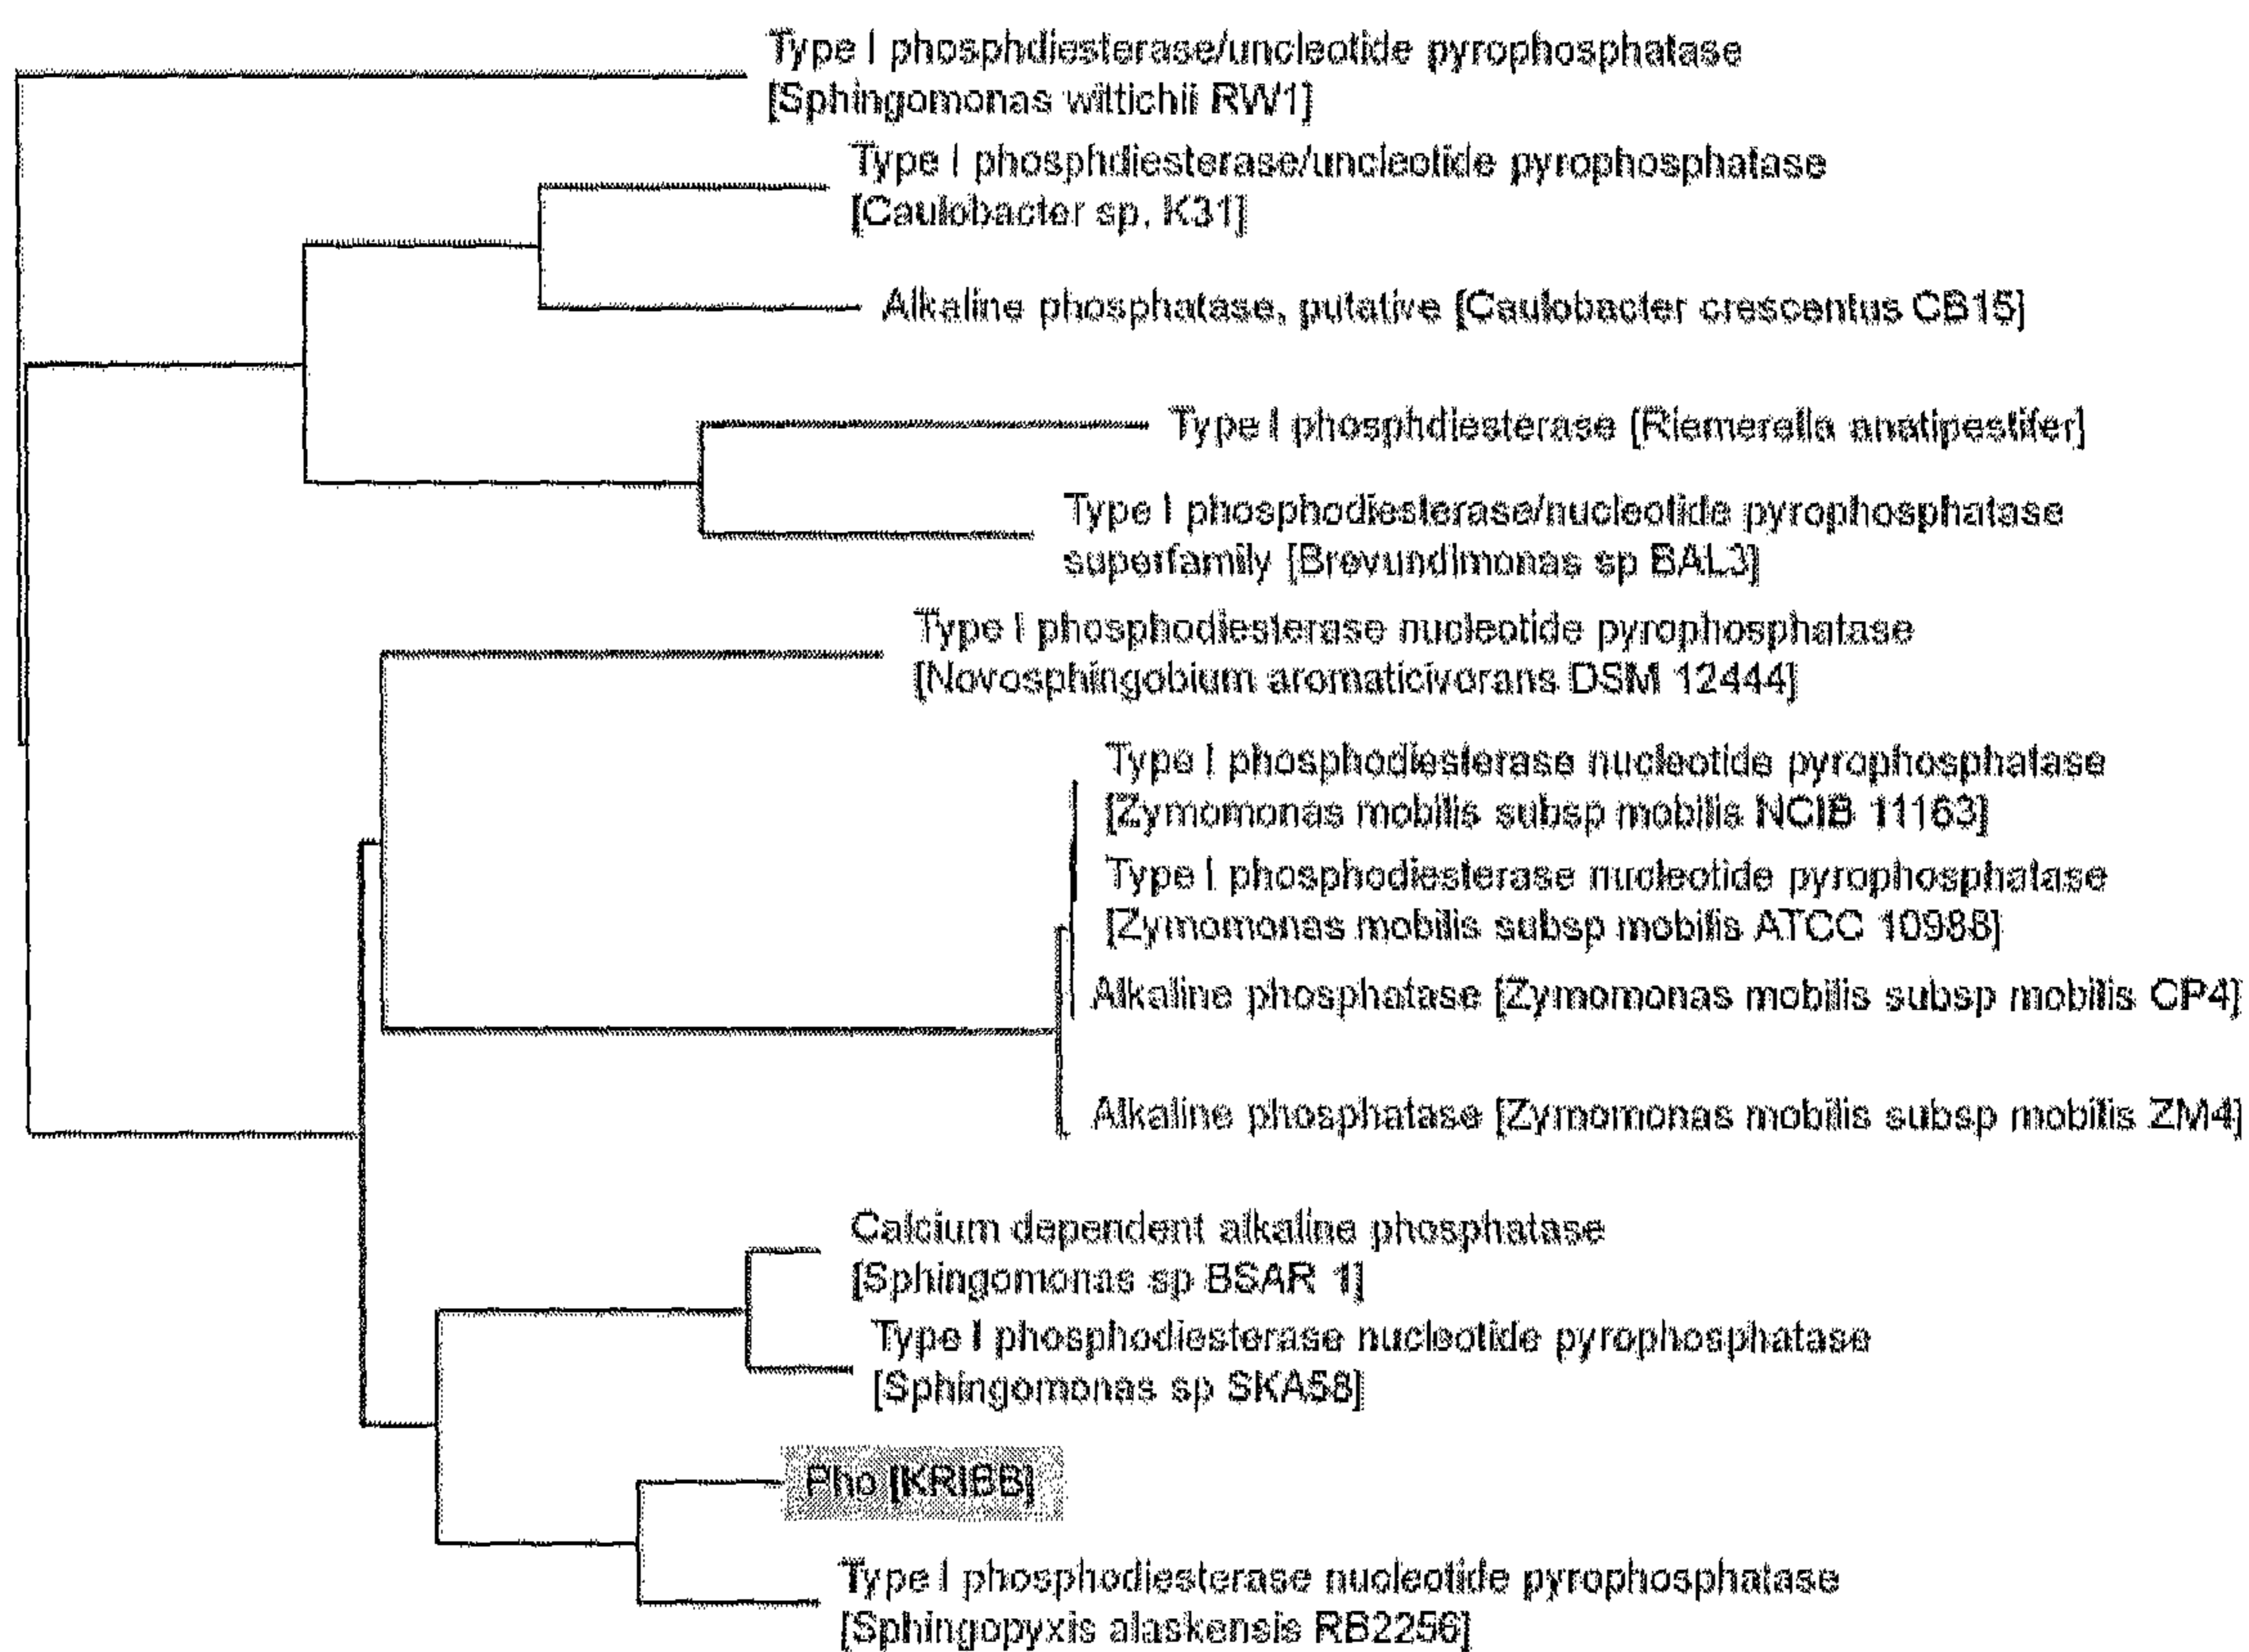 Type I phosphdiesterase/uncleotide pyrophosphatase
[Sphingomonas wittichii RW1]
Type I phosphdiesterase/uncleotide pyrophosphatase
[Caulobacter sp. K31]
Alkaline phosphatase, putative [Caulobacter crescentus CB15]
Type I phosphdiesterase [Riemerella anatipestifer]
Type I phosphodiesterase/nucleotide pyrophosphatase
superfamily [Brevundimonas sp BAL3]
Type I phosphodiesterase nucleotide pyrophosphatase
[Novosphingobium aromaticivorans DSM 12444]
Type I phosphodiesterase nucleotide pyrophosphatase
[Zymomonas mobilis subsp mobilis NCIB 11163]
Type I phosphodiesterase nucleotide pyrophosphatase
[Zymomonas mobilis subsp mobilis ATCC 10988]
Alkaline phosphatase [Zymomonas mobilis subsp mobilis CP4]
Alkaline phosphatase [Zymomonas mobilis subsp mobilis ZM4]
Calcium dependent alkaline phosphatase
[Sphingomonas sp BSAR 1]
Type I phosphodiesterase nucleotide pyrophosphatase
[Sphingomonas sp SKA58]
Pho [KRIBB]
Type I phosphodiesterase nucleotide pyrophosphatase
[Sphingopyxis alaskensis RB2256]